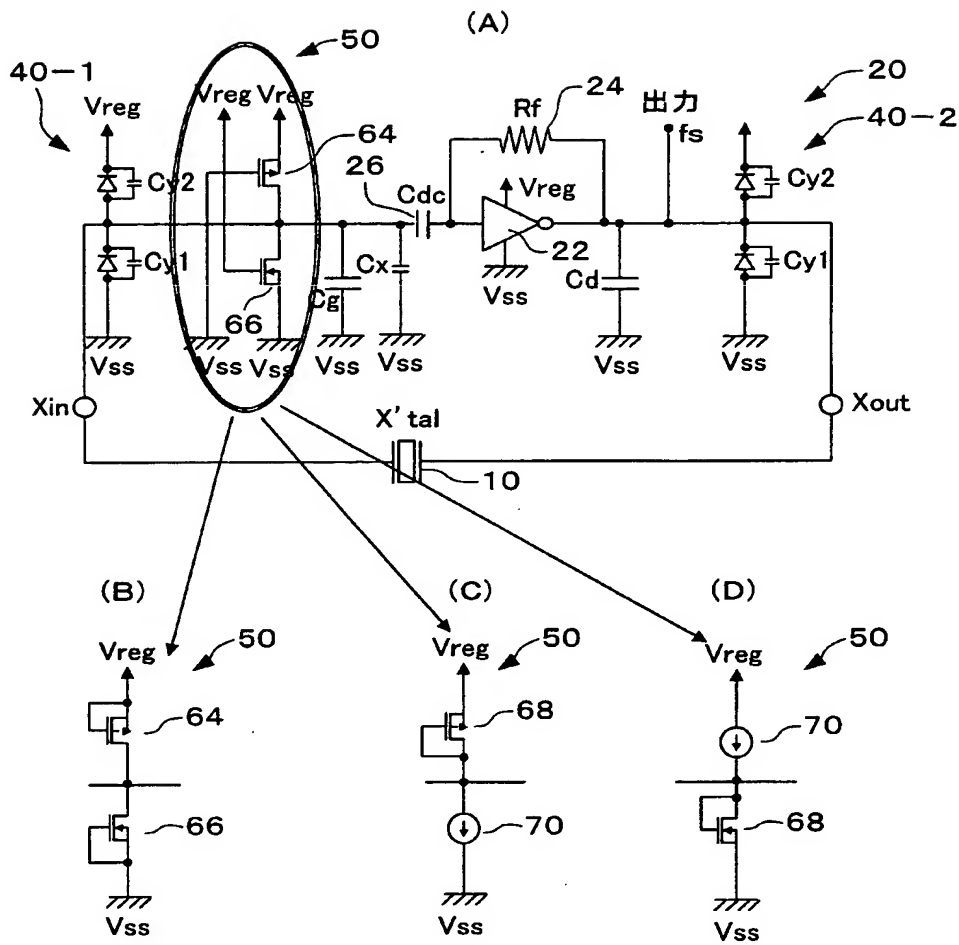 (A)
50
40-1
Vreg
Vreg Vreg
64
26
Rf
24
出力
fs
20
40-2
Cy2
Cdc
Vreg
Cy2
Cy1
66
Cg
Cx
22
Vss
Cd
Cy1
Vss
Vss Vss
Vss
Vss
Vss
Vss
Xin
X'tal
Xout
10
(B)
(C)
(D)
Vreg
50
Vreg
50
Vreg
50
64
68
70
66
70
68
Vss
Vss
Vss